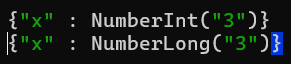 {"x" : NumberInt("3")}
{"x" : NumberLong("3")}